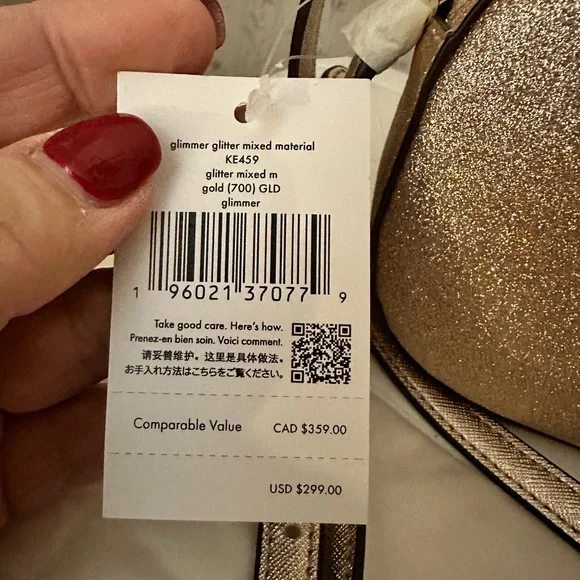 glimmer glitter mixed material
KE459
glitter mixed m
gold (700) GLD
glimmer
1 96021 37077 9
Take good care. Here's how.
Prenez-en bien soin. Voici comment.
请妥善维护。这里是具体做法。
お手入れ方法はこちらをご覧ください。
Comparable Value CAD $359.00
USD $299.00